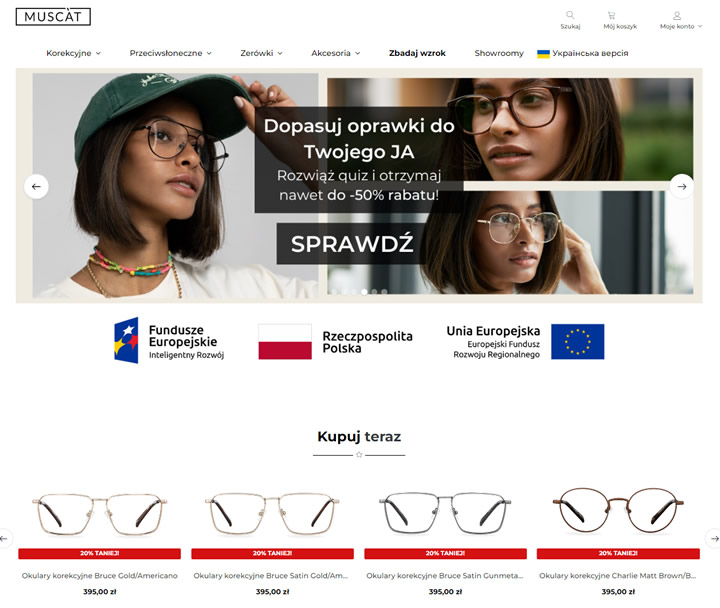 MUSCAT
Szukaj
Mój koszyk
Moje konto
Korekcyjne
Przeciwsłoneczne
Zerówki
Akcesoria
Zbadaj wzrok
Showroomy
Українська версія
Dopasuj oprawki do
Twojego JA
Rozwiąż quiz i otrzymaj
nawet do -50% rabatu!
SPRAWDŹ
Fundusze
Europejskie
Inteligentny Rozwój
Rzeczpospolita
Polska
Unia Europejska
Europejski Fundusz
Rozwoju Regionalnego
Kupuj teraz
20% TANIEJ!
20% TANIEJ!
20% TANIEJ!
20% TANIEJ!
Okulary korekcyjne Bruce Gold/Americano
Okulary korekcyjne Bruce Satin Gold/Am...
Okulary korekcyjne Bruce Satin Gunmeta...
Okulary korekcyjne Charlie Matt Brown/B...
395,00 zł
395,00 zł
395,00 zł
395,00 zł